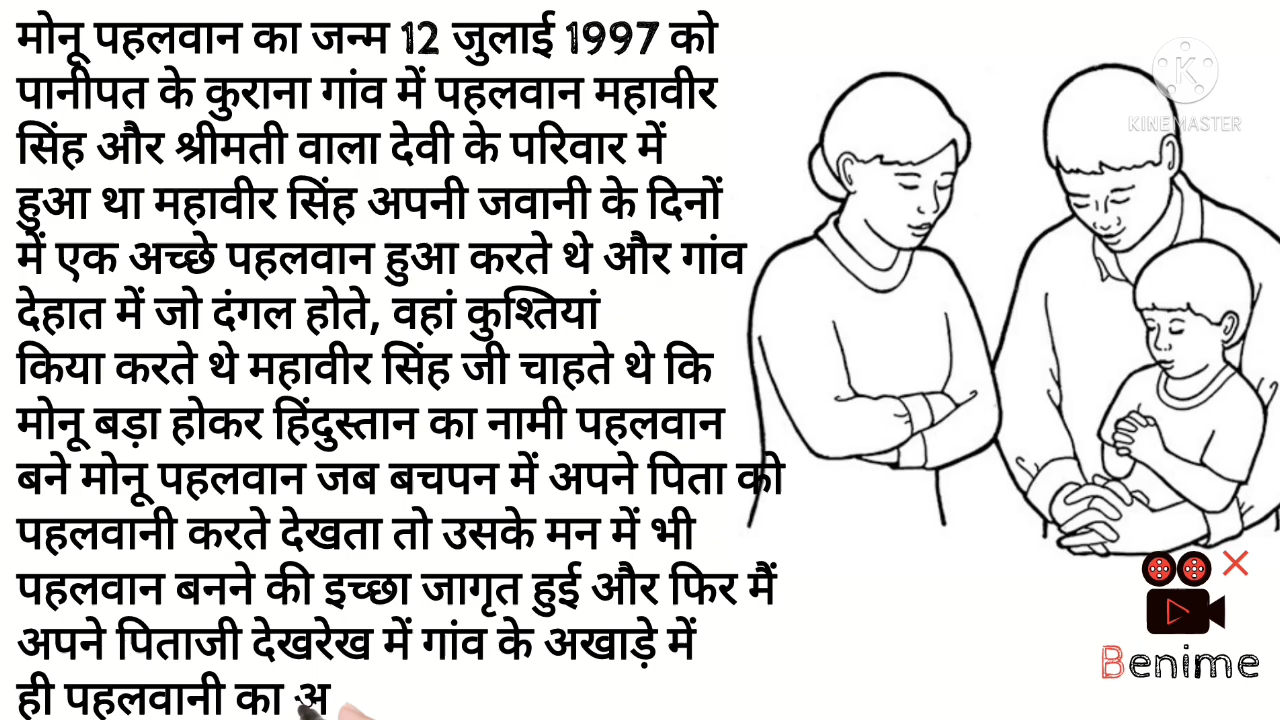 मोनू पहलवान का जन्म 12 जुलाई 1997 को
पानीपत के कुराना गांव में पहलवान महावीर
सिंह और श्रीमती वाला देवी के परिवार में
हुआ था महावीर सिंह अपनी जवानी के दिनों
में एक अच्छे पहलवान हुआ करते थे और गांव
देहात में जो दंगल होते, वहां कुश्तियां
किया करते थे महावीर सिंह जी चाहते थे कि
मोनू बड़ा होकर हिंदुस्तान का नामी पहलवान
बने मोनू पहलवान जब बचपन में अपने पिता को
पहलवानी करते देखता तो उसके मन में भी
पहलवान बनने की इच्छा जागृत हुई और फिर मैं
अपने पिताजी देखरेख में गांव के अखाड़े में
ही पहलवानी का अ
K
KINEMASTER
Benime